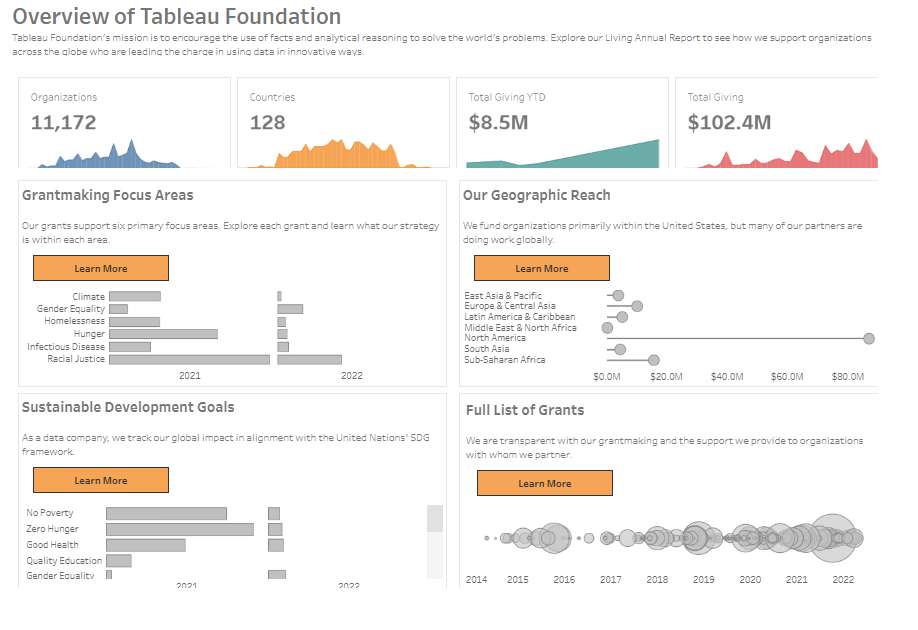 Overview of Tableau Foundation
Tableau Foundation's mission is to encourage the use of facts and analytical reasoning to solve the world's problems. Explore our Living Annual Report to see how we support organizations
across the globe who are leading the charge in using data in innovative ways.
Organizations
11,172
Countries
128
Total Giving YTD
$8.5M
Total Giving
$102.4M
Grantmaking Focus Areas
Our grants support six primary focus areas. Explore each grant and learn what our strategy
is within each area.
Learn More
Climate
Gender Equality
Homelessness
Hunger
Infectious Disease
Racial Justice
2021 2022
Our Geographic Reach
We fund organizations primarily within the United States, but many of our partners are
doing work globally.
Learn More
East Asia & Pacific
Europe & Central Asia
Latin America & Caribbean
Middle East & North Africa
North America
South Asia
Sub-Saharan Africa
$0.0M $20.0M $40.0M $60.0M $80.0M
Sustainable Development Goals
As a data company, we track our global impact in alignment with the United Nations' SDG
framework.
Learn More
No Poverty
Zero Hunger
Good Health
Quality Education
Gender Equality
2021 2022
Full List of Grants
We are transparent with our grantmaking and the support we provide to organizations
with whom we partner.
Learn More
2014 2015 2016 2017 2018 2019 2020 2021 2022